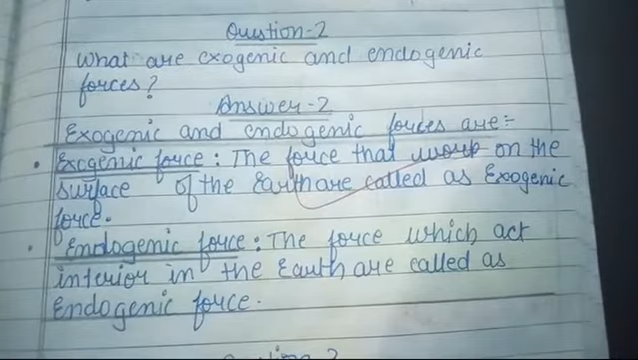 Question-2
What are exogenic and endogenic
forces?
Answer-2
Exogenic and endogenic forces are:-
• Exogenic force: The force that work on the
surface of the Earth are called as Exogenic
force.
• Endogenic force: The force which act
interior in the Earth are called as
Endogenic force.